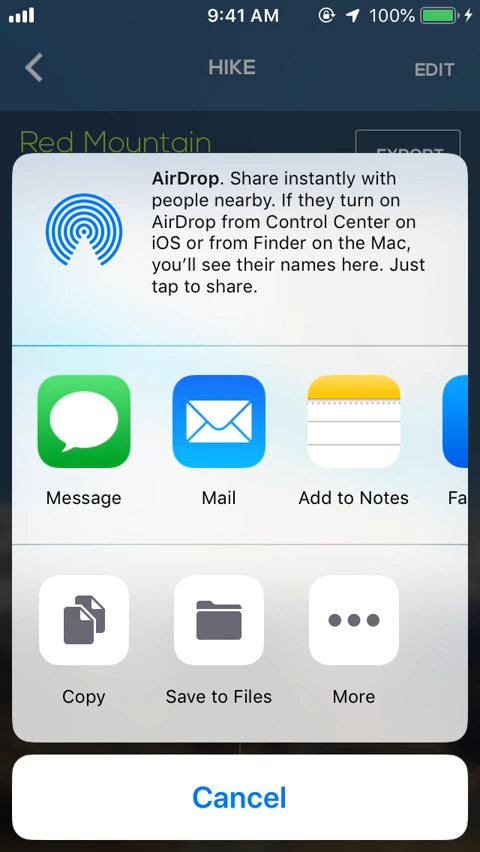 9:41 AM
100%
HIKE
EDIT
Red Mountain
EXPORT
AirDrop. Share instantly with
people nearby. If they turn on
AirDrop from Control Center on
iOS or from Finder on the Mac,
you’ll see their names here. Just
tap to share.
Message
Mail
Add to Notes
Fa
Copy
Save to Files
More
Cancel